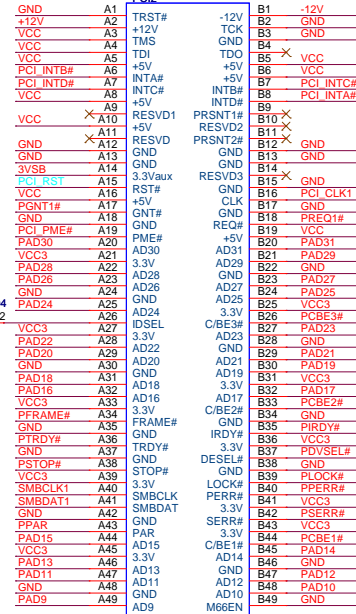 GND A1 TRST# -12V B1 -12V
+12V A2 +12V TCK B2 GND
VCC A3 TMS GND B3 GND
VCC A4 TDI TDO B4
VCC A5 +5V +5V B5 VCC
PCI_INTB# A6 INTA# +5V B6 VCC
PCI_INTD# A7 INTC# INTB# B7 PCI_INTC#
VCC A8 +5V INTD# B8 PCI_INTA#
A9 RESVD1 PRSNT1# B9
VCC A10 +5V RESVD2 B10
A11 RESVD PRSNT2# B11
GND A12 GND GND B12 GND
GND A13 GND GND B13 GND
3VSB A14 3.3Vaux RESVD3 B14
PCI_RST A15 RST# GND B15 GND
VCC A16 +5V CLK B16 PCI_CLK1
PGNT1# A17 GNT# GND B17 GND
GND A18 GND REQ# B18 PREQ1#
PCI_PME# A19 PME# +5V B19 VCC
PAD30 A20 AD30 AD31 B20 PAD31
VCC3 A21 3.3V AD29 B21 PAD29
PAD28 A22 AD28 GND B22 GND
PAD26 A23 AD26 AD27 B23 PAD27
GND A24 GND AD25 B24 PAD25
PAD24 A25 AD24 3.3V B25 VCC3
A26 IDSEL C/BE3# B26 PCBE3#
VCC3 A27 3.3V AD23 B27 PAD23
PAD22 A28 AD22 GND B28 GND
PAD20 A29 AD20 AD21 B29 PAD21
GND A30 GND AD19 B30 PAD19
PAD18 A31 AD18 3.3V B31 VCC3
PAD16 A32 AD16 AD17 B32 PAD17
VCC3 A33 3.3V C/BE2# B33 PCBE2#
PFRAME# A34 FRAME# GND B34 GND
GND A35 GND IRDY# B35 PIRDY#
PTRDY# A36 TRDY# 3.3V B36 VCC3
GND A37 GND DESEL# B37 PDVSEL#
PSTOP# A38 STOP# GND B38 GND
VCC3 A39 3.3V LOCK# B39 PLOCK#
SMBCLK1 A40 SMBCLK PERR# B40 PPERR#
SMBDAT1 A41 SMBDAT 3.3V B41 VCC3
GND A42 GND SERR# B42 PSERR#
PPAR A43 PAR 3.3V B43 VCC3
PAD15 A44 AD15 C/BE1# B44 PCBE1#
VCC3 A45 3.3V AD14 B45 PAD14
PAD13 A46 AD13 GND B46 GND
PAD11 A47 AD11 AD12 B47 PAD12
GND A48 GND AD10 B48 PAD10
PAD9 A49 AD9 M66EN B49 GND